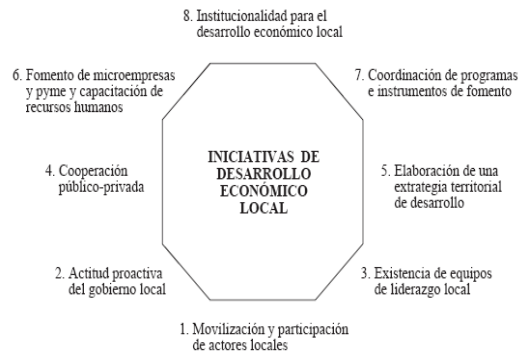 8. Institucionalidad para el
desarrollo económico local
6. Fomento de microempresas
y pyme y capacitación de
recursos humanos
7. Coordinación de programas
e instrumentos de fomento
INICIATIVAS DE
DESARROLLO
ECONÓMICO
LOCAL
4. Cooperación
público-privada
5. Elaboración de una
extrategia territorial
de desarrollo
2. Actitud proactiva
del gobierno local
3. Existencia de equipos
de liderazgo local
1. Movilización y participación
de actores locales